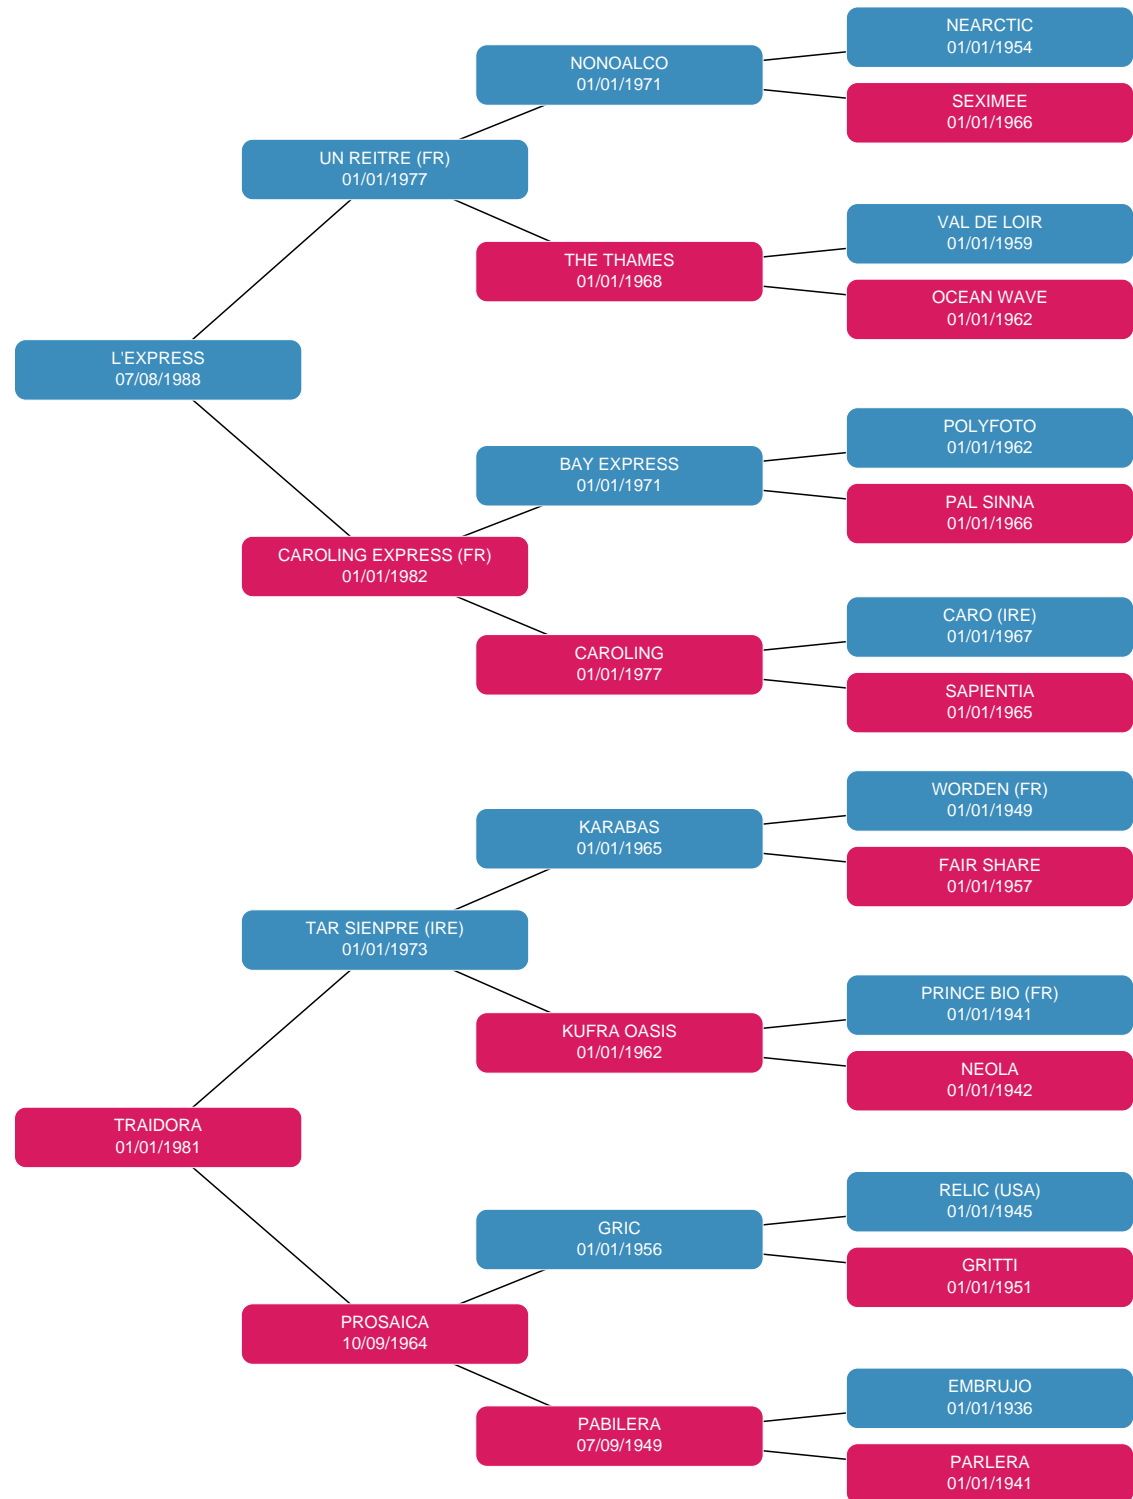 NEARCTIC
01/01/1954
NONOALCO
01/01/1971
SEXIMEE
01/01/1966
UN REITRE (FR)
01/01/1977
VAL DE LOIR
01/01/1959
THE THAMES
01/01/1968
OCEAN WAVE
01/01/1962
L'EXPRESS
07/08/1988
POLYFOTO
01/01/1962
BAY EXPRESS
01/01/1971
PAL SINNA
01/01/1966
CAROLING EXPRESS (FR)
01/01/1982
CARO (IRE)
01/01/1967
CAROLING
01/01/1977
SAPIENTIA
01/01/1965
WORDEN (FR)
01/01/1949
KARABAS
01/01/1965
FAIR SHARE
01/01/1957
TAR SIENPRE (IRE)
01/01/1973
PRINCE BIO (FR)
01/01/1941
KUFRA OASIS
01/01/1962
NEOLA
01/01/1942
TRAIDORA
01/01/1981
RELIC (USA)
01/01/1945
GRIC
01/01/1956
GRITTI
01/01/1951
PROSAICA
10/09/1964
EMBRUJO
01/01/1936
PABILERA
07/09/1949
PARLERA
01/01/1941